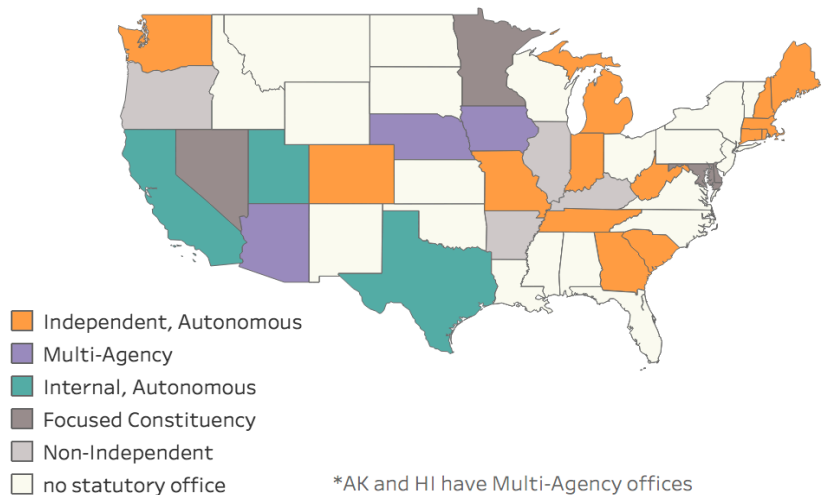 Independent, Autonomous
Multi-Agency
Internal, Autonomous
Focused Constituency
Non-Independent
no statutory office
*AK and HI have Multi-Agency offices